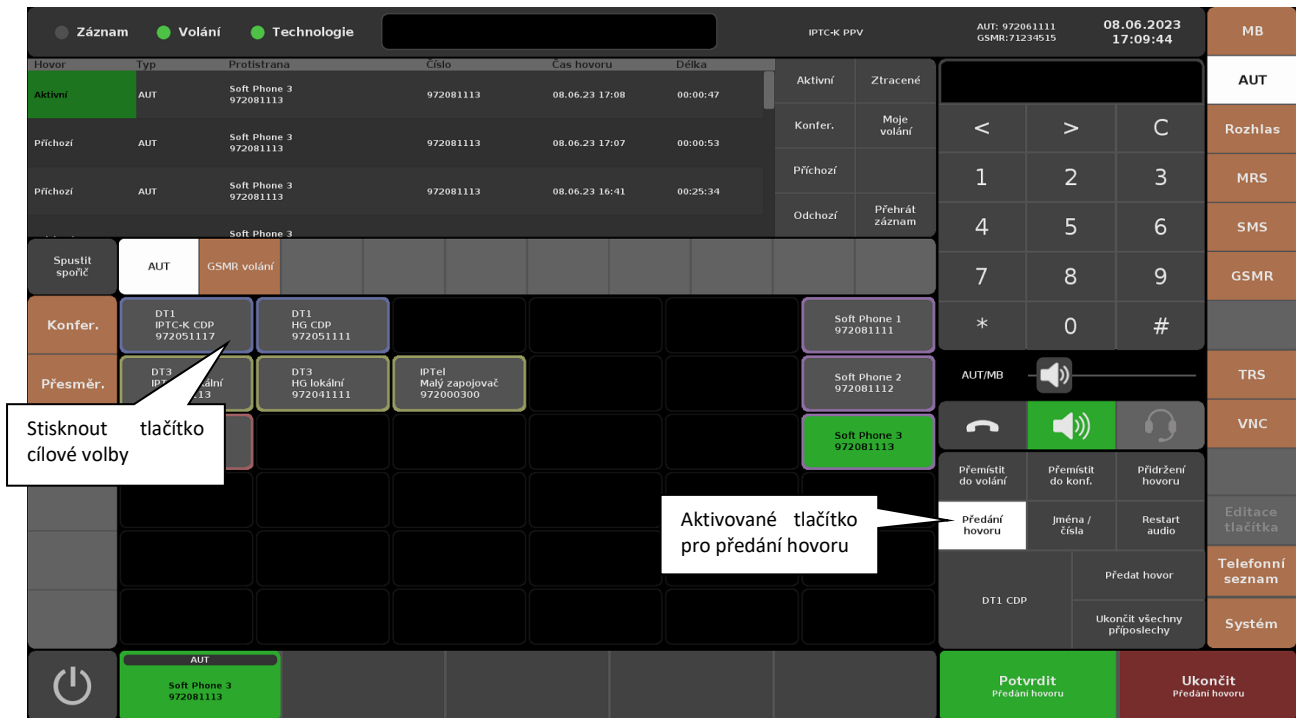 Záznam Volání Technologie IPTC-K PPV AUT: 972061111 08.06.2023 MB
GSMR:71234515 17:09:44
Hovor Typ Protistrana Číslo Čas hovoru Délka
Aktivní AUT Soft Phone 3 972081113 08.06.23 17:08 00:00:47
972081113
Příchozí AUT Soft Phone 3 972081113 08.06.23 17:07 00:00:53
972081113
Příchozí AUT Soft Phone 3 972081113 08.06.23 16:41 00:25:34
972081113
Soft Phone 3
Aktivní Ztracené
Konfer. Moje
volání
Příchozí
Odchozí Přehrát
záznam
< > C
1 2 3
4 5 6
7 8 9
* 0 #
AUT
Rozhlas
MRS
SMS
GSMR
TRS
VNC
Editace
tlačítka
Telefonní
seznam
Systém
Spustit
spořič
AUT GSMR volání
Konfer.
Přesměr.
DT1
IPTC-K CDP
972051117
DT1
HG CDP
972051111
Soft Phone 1
972081111
DT3
13
DT3
HG lokální
972041111
IPTel
Malý zapojovač
972000300
Soft Phone 2
972081112
Soft Phone 3
972081113
Stisknout tlačítko
cílové volby
Aktivované tlačítko
pro předání hovoru
AUT/MB
Přemístit
do volání
Přemístit
do konf.
Přidržení
hovoru
Předání
hovoru
Jména /
čísla
Restart
audio
DT1 CDP
Předat hovor
Ukončit všechny
příposlechy
AUT
Soft Phone 3
972081113
Potvrdit
Předání hovoru
Ukončit
Předání hovoru